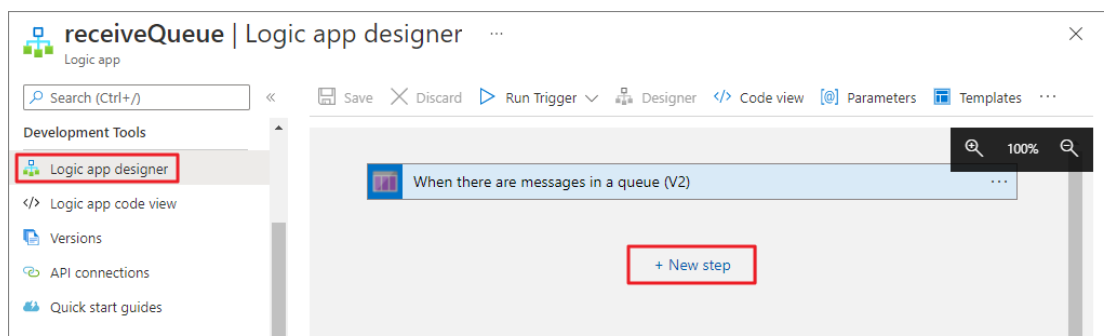 receiveQueue | Logic app designer ...
Logic app
Search (Ctrl+/)
«
Save Discard Run Trigger Designer </> Code view [@] Parameters Templates ...
Development Tools
Logic app designer
</> Logic app code view
Versions
API connections
Quick start guides
100%
When there are messages in a queue (V2) ...
+ New step